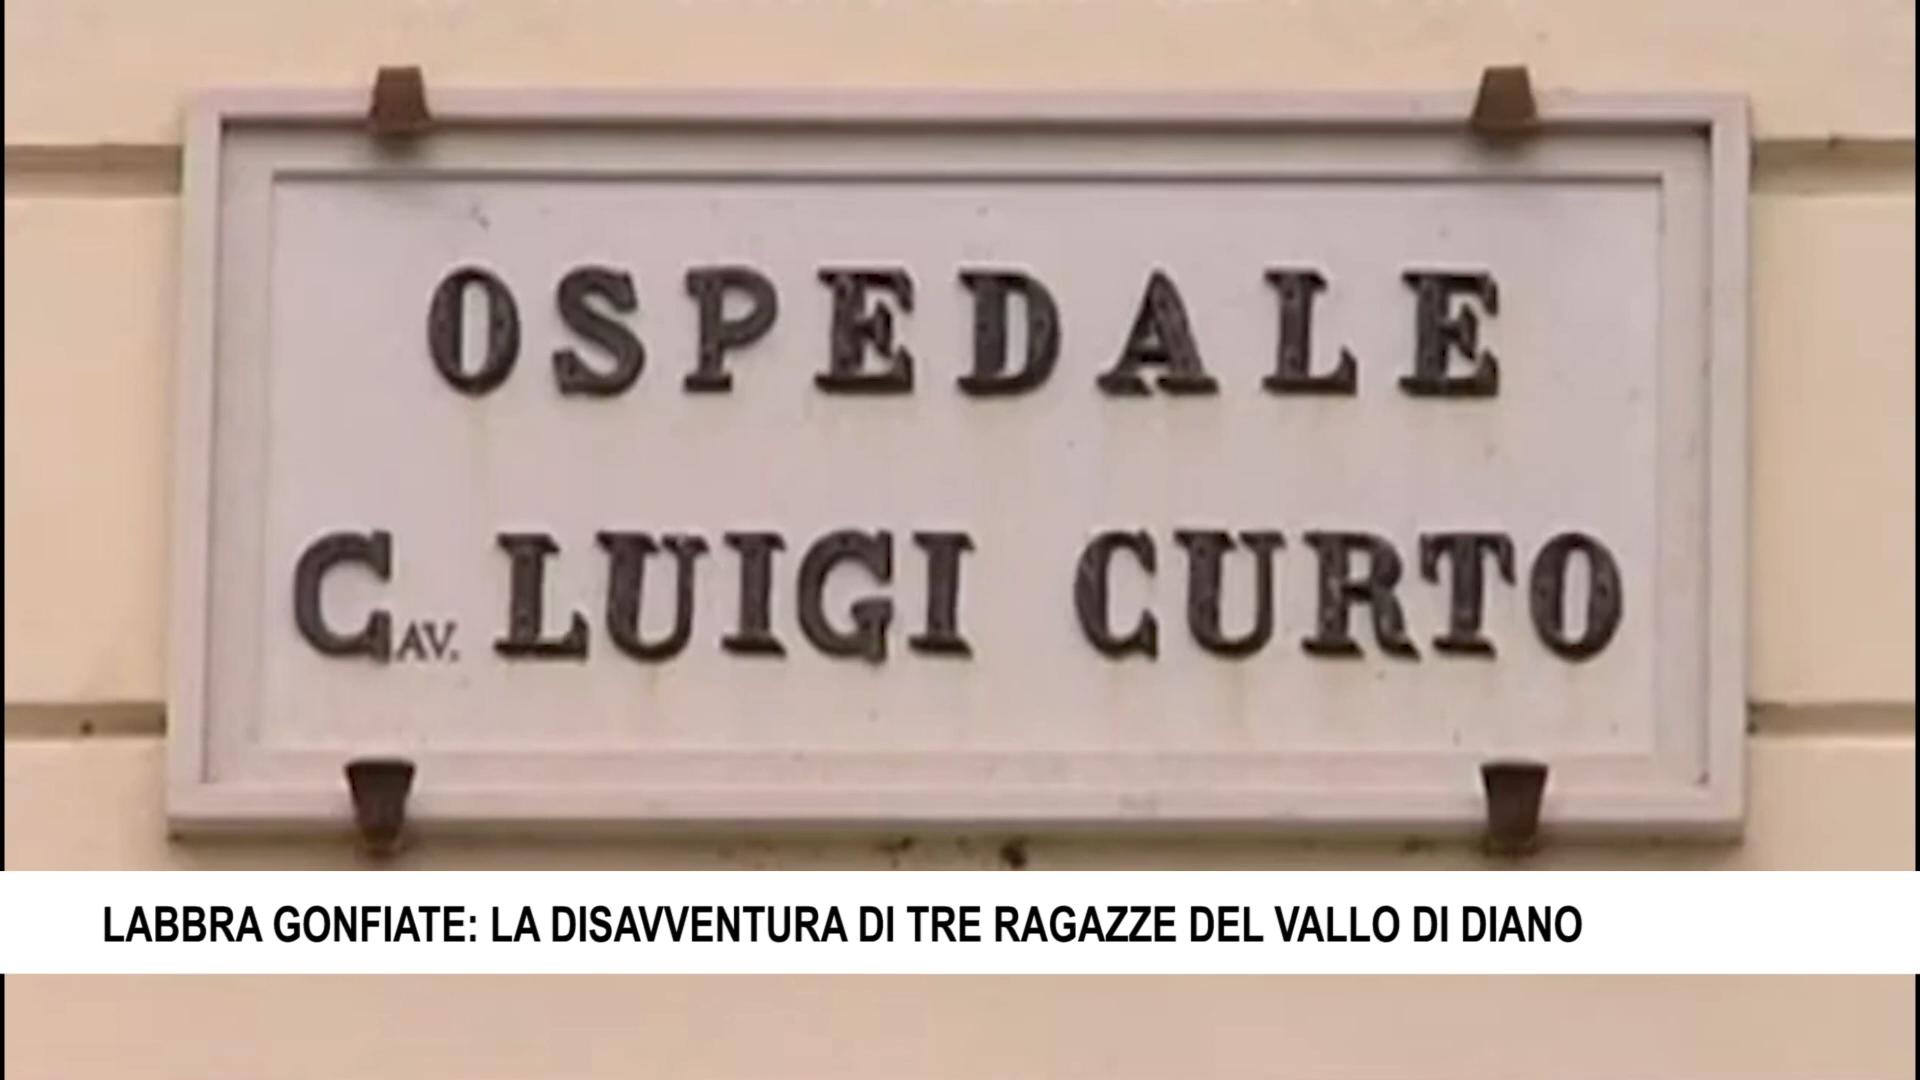 OSPEDALE
CAV. LUIGI CURTO
LABBRA GONFIATE: LA DISAVVENTURA DI TRE RAGAZZE DEL VALLO DI DIANO